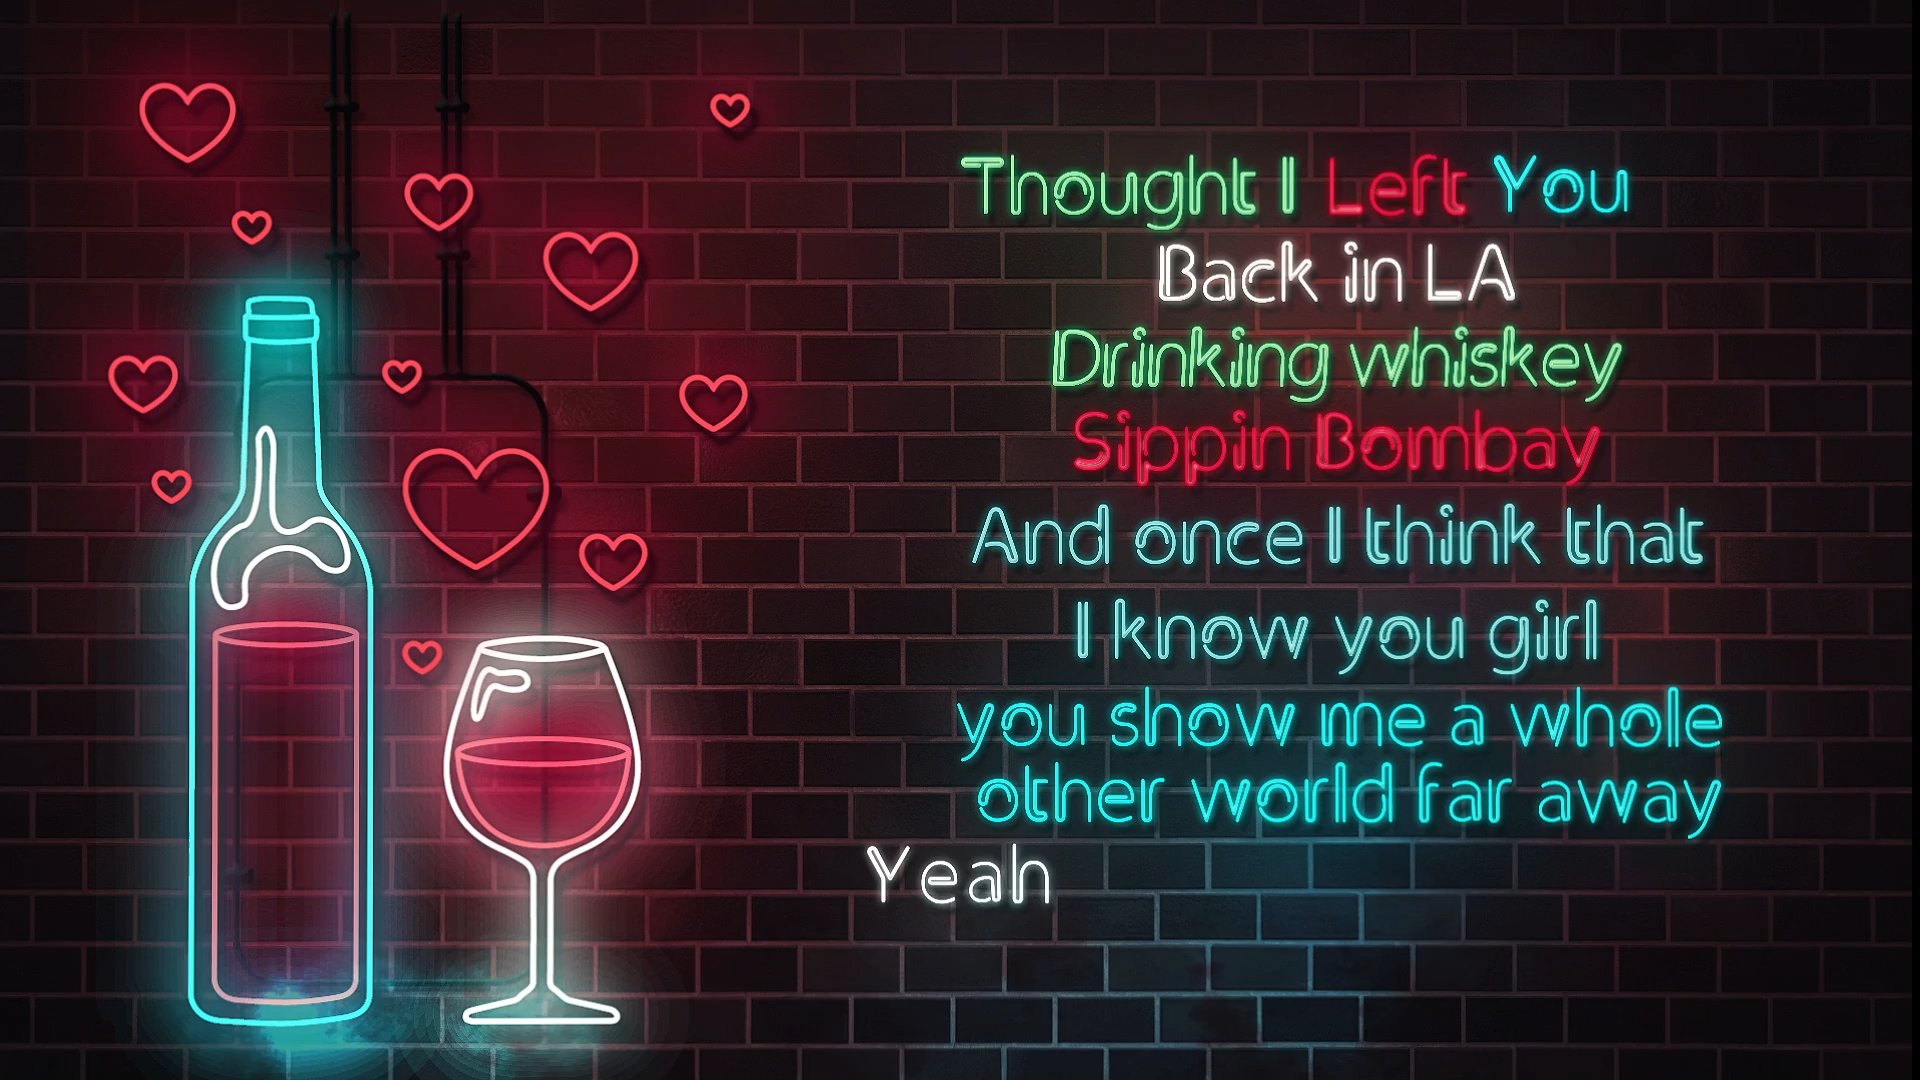 Thought I Left You
Back in LA
Drinking whiskey
Sippin Bombay
And once I think that
I know you girl
you show me a whole
other world far away
Yeah